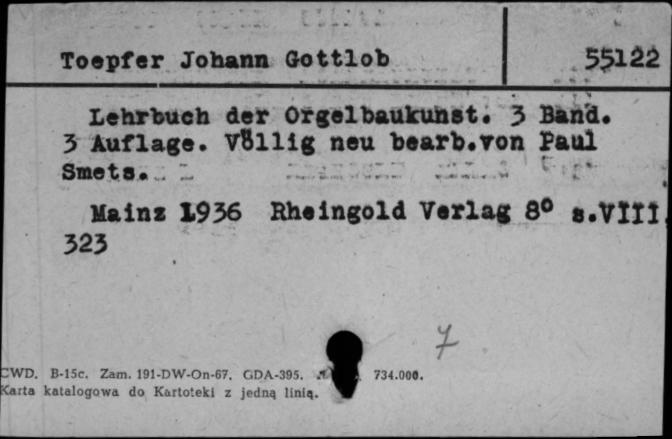 Toepfer Johann Gottlob 55122
Lehrbuch der Orgelbaukunst. 3 Band.
3 Auflage. Völlig neu bearb.von Paul
Smets.
Mainz 1936 Rheingold Verlag 8° s.VIII
323
7
CWD. B-15c. Zam. 191-DW-On-67. GDA-395. 734.000.
Karta katalogowa do Kartoteki z jedną linią.